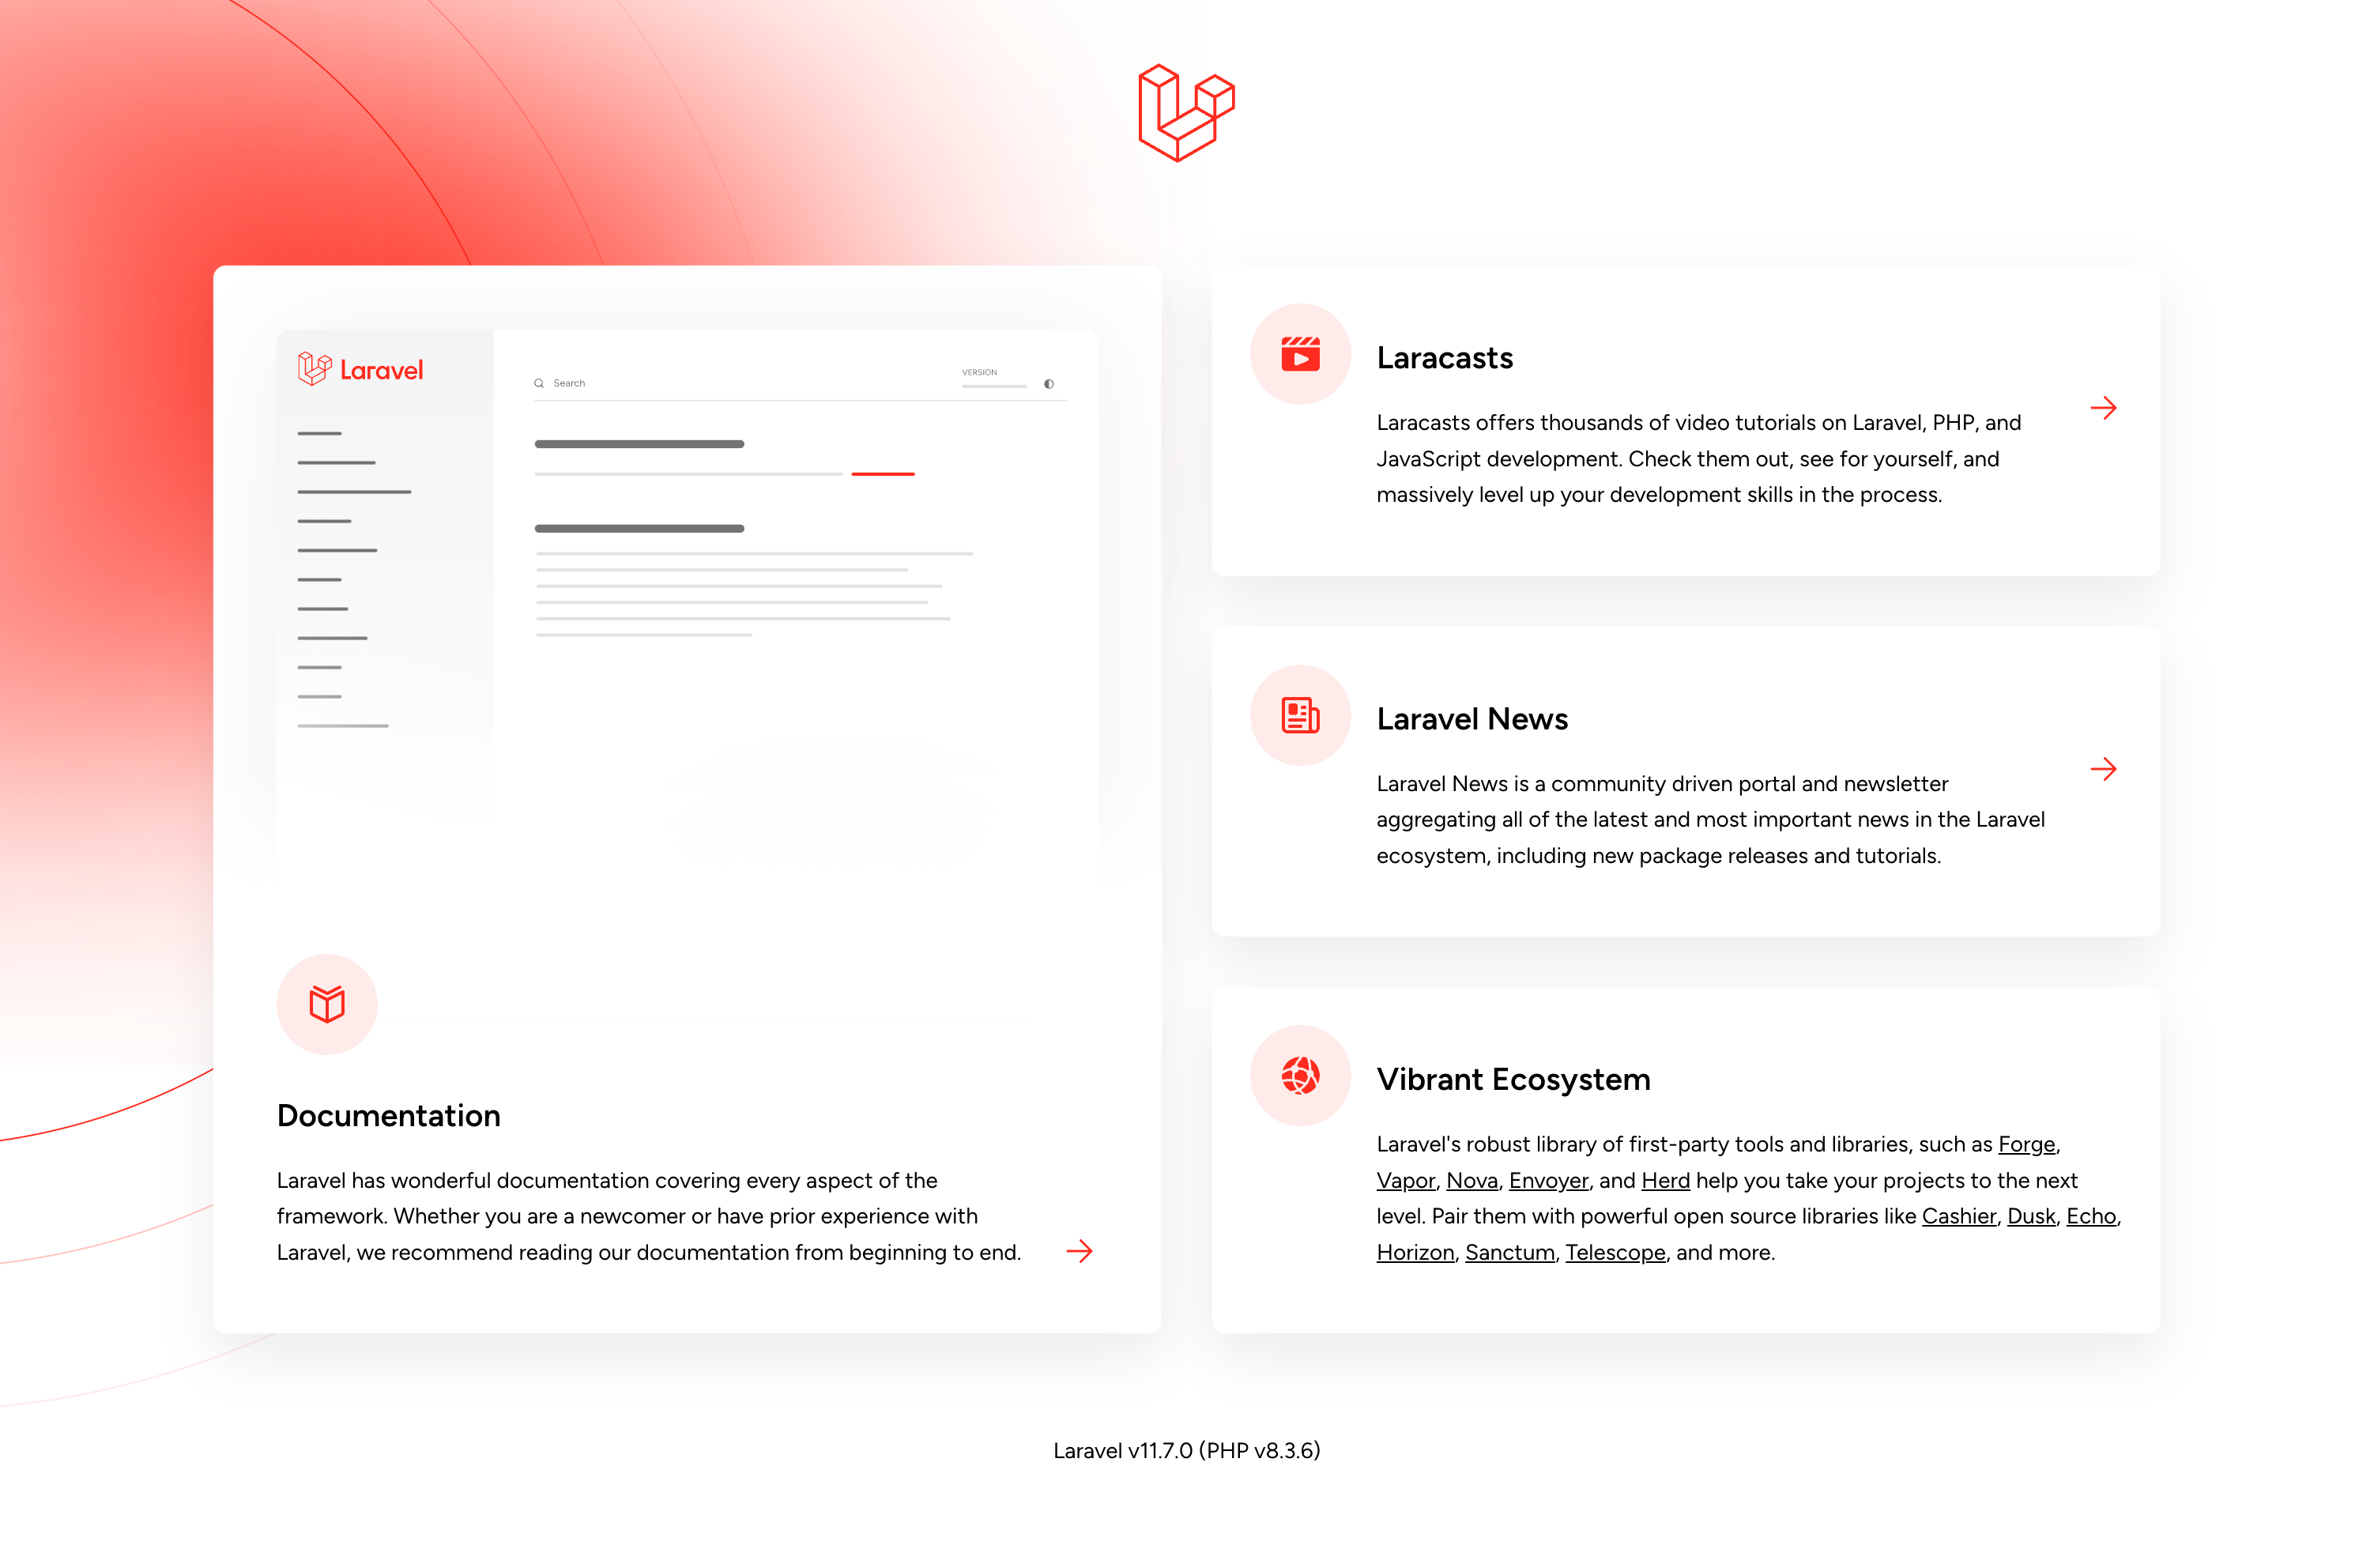 Laravel
Search
VERSION
Documentation
Laravel has wonderful documentation covering every aspect of the
framework. Whether you are a newcomer or have prior experience with
Laravel, we recommend reading our documentation from beginning to end.
Laracasts
Laracasts offers thousands of video tutorials on Laravel, PHP, and
JavaScript development. Check them out, see for yourself, and
massively level up your development skills in the process.
Laravel News
Laravel News is a community driven portal and newsletter
aggregating all of the latest and most important news in the Laravel
ecosystem, including new package releases and tutorials.
Vibrant Ecosystem
Laravel's robust library of first-party tools and libraries, such as Forge,
Vapor, Nova, Envoyer, and Herd help you take your projects to the next
level. Pair them with powerful open source libraries like Cashier, Dusk, Echo,
Horizon, Sanctum, Telescope, and more.
Laravel v11.7.0 (PHP v8.3.6)